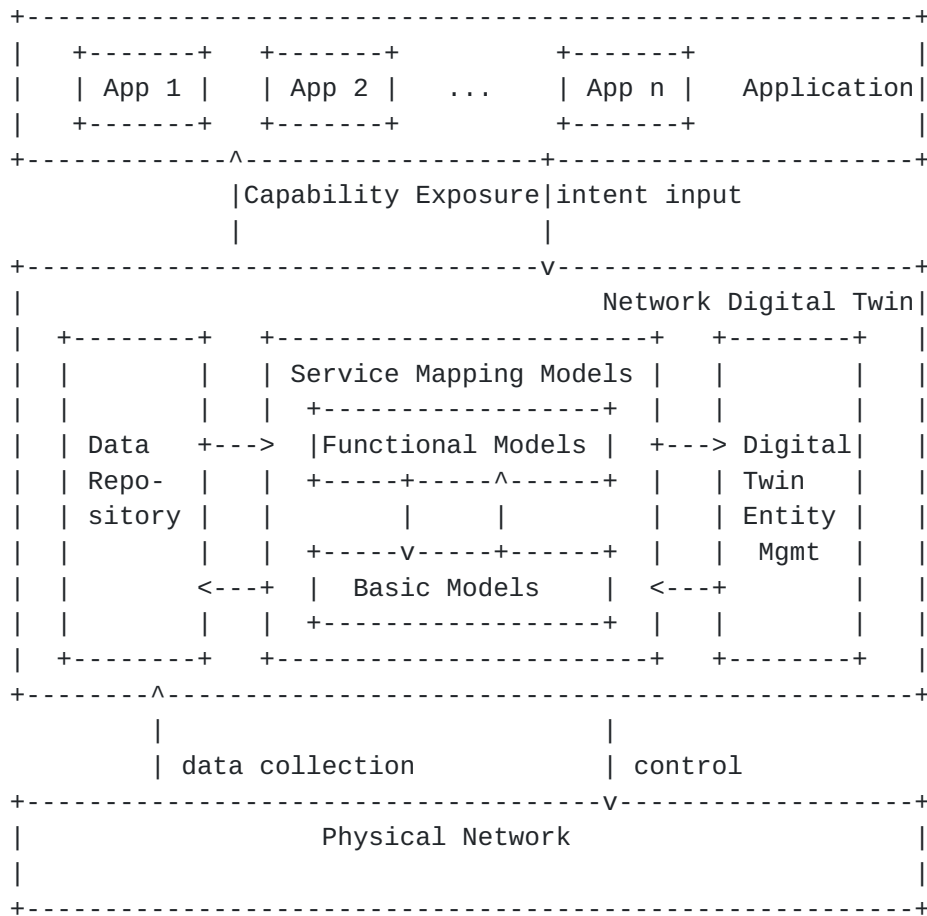 App 1 App 2 ... App n Application
Capability Exposure intent input
Network Digital Twin
Service Mapping Models
Data Functional Models Digital
Repo- Twin
sitory Entity
Mgmt
Basic Models
data collection control
Physical Network